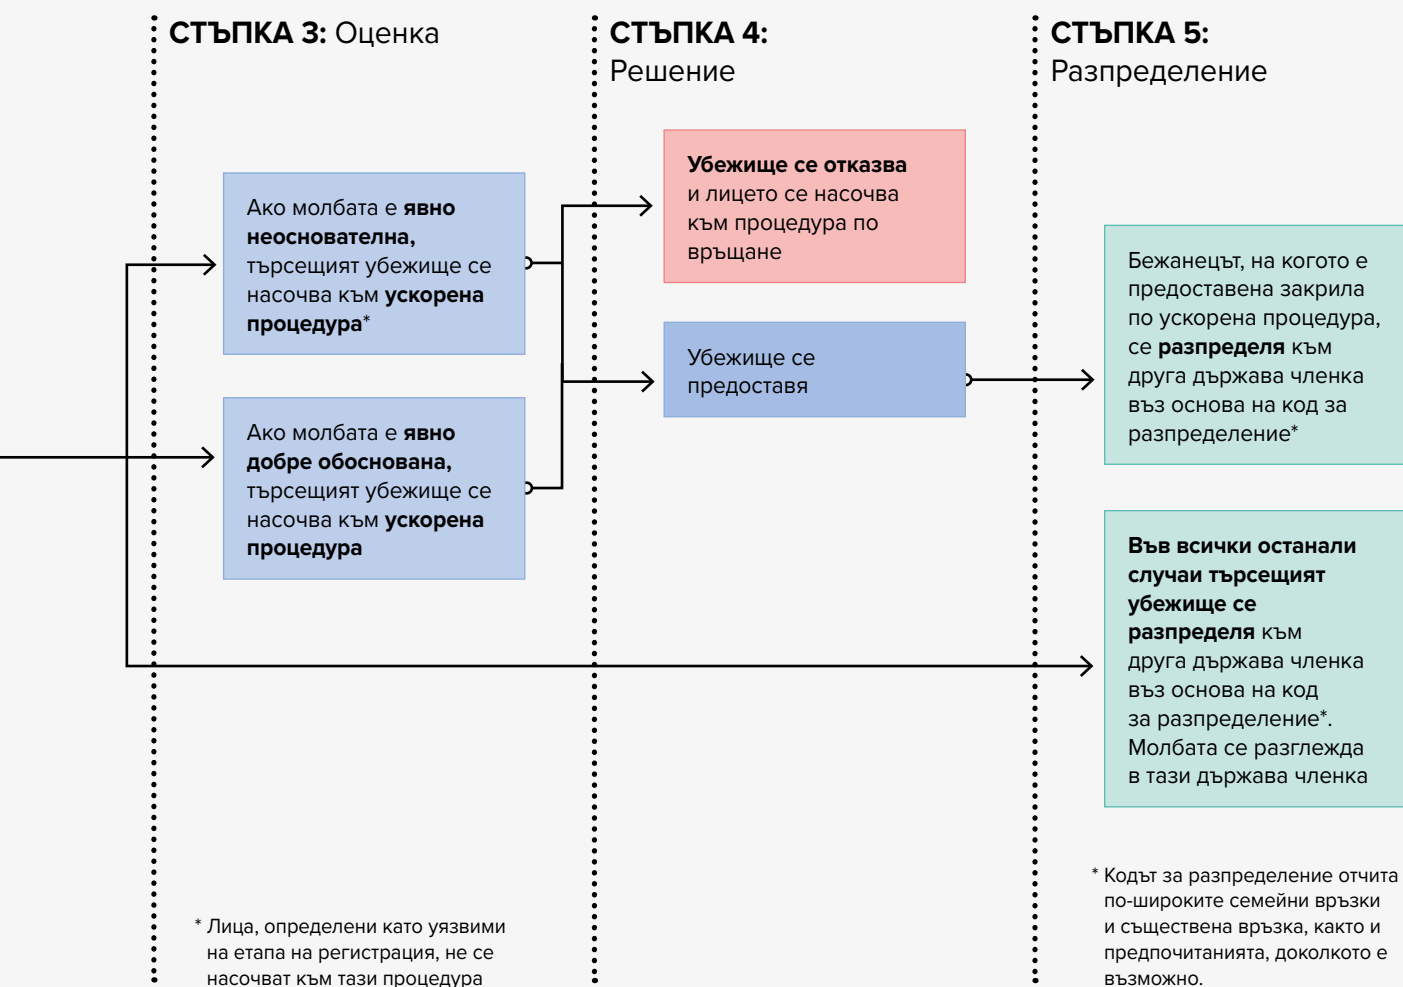 СТЪПКА 3: Оценка
Ако молбата е явно
неоснователна,
търсещият убежище се
насочва към ускорена
процедура*
Ако молбата е явно
добре обоснована,
търсещият убежище се
насочва към ускорена
процедура
* Лица, определени като уязвими
на етапа на регистрация, не се
насочват към тази процедура
СТЪПКА 4:
Решение
Убежище се отказва
и лицето се насочва
към процедура по
връщане
Убежище се
предоставя
СТЪПКА 5:
Разпределение
Бежанецът, на когото е
предоставена закрила
по ускорена процедура,
се разпределя към
друга държава членка
въз основа на код за
разпределение*
Във всички останали
случаи търсещият
убежище се
разпределя към
друга държава членка
въз основа на код
за разпределение*.
Молбата се разглежда
в тази държава членка
* Кодът за разпределение отчита
по-широките семейни връзки
и съществена връзка, както и
предпочитанията, доколкото е
възможно.